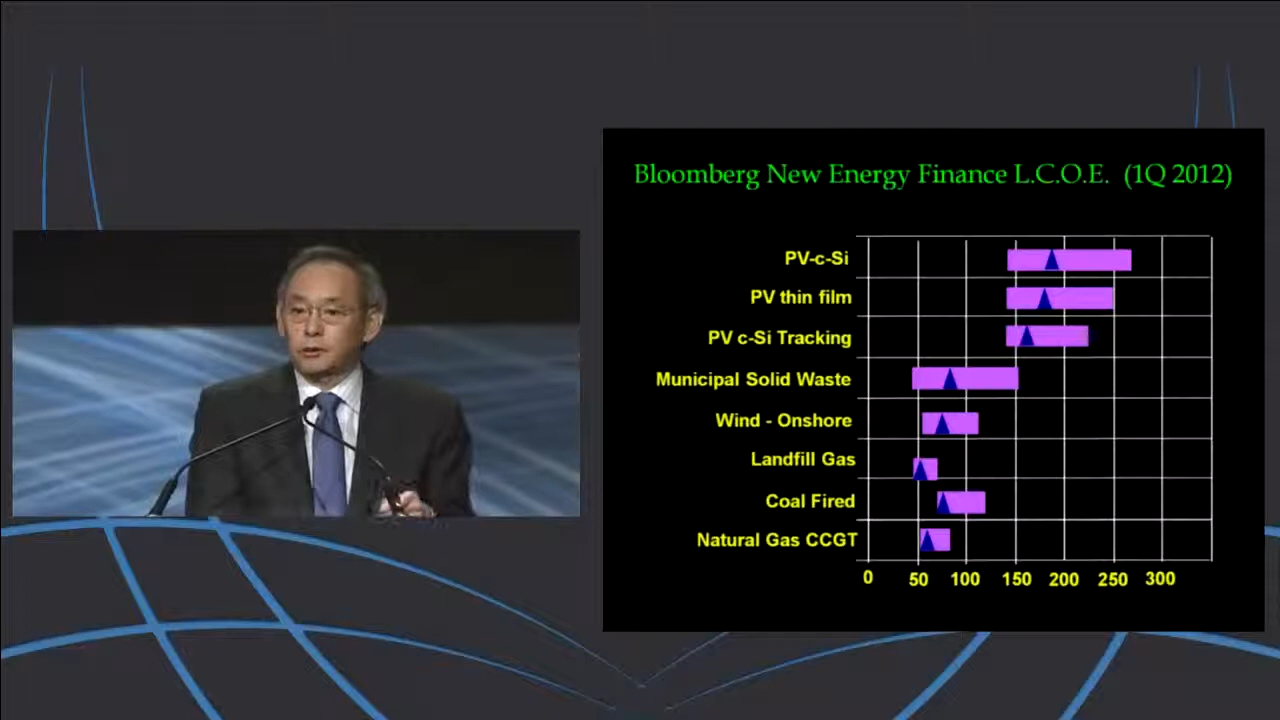 Bloomberg New Energy Finance L.C.O.E. (1Q 2012)
PV-c-Si
PV thin film
PV c-Si Tracking
Municipal Solid Waste
Wind - Onshore
Landfill Gas
Coal Fired
Natural Gas CCGT
0 50 100 150 200 250 300